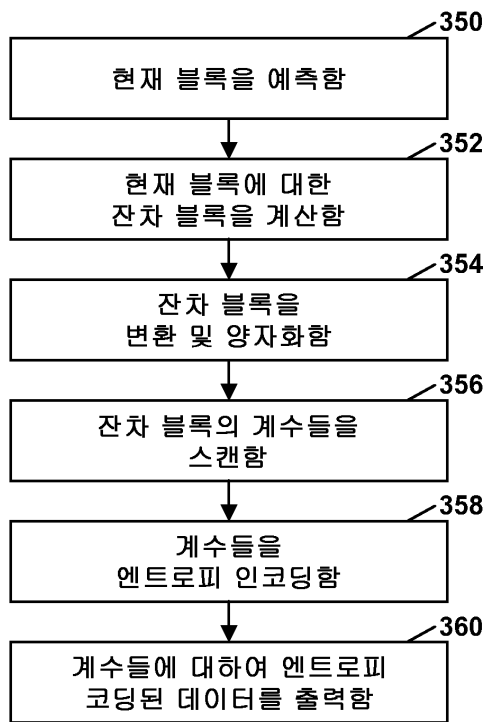 350
현재 블록을 예측함
352
현재 블록에 대한
잔차 블록을 계산함
354
잔차 블록을
변환 및 양자화함
356
잔차 블록의 계수들을
스캔함
358
계수들을
엔트로피 인코딩함
360
계수들에 대하여 엔트로피
코딩된 데이터를 출력함